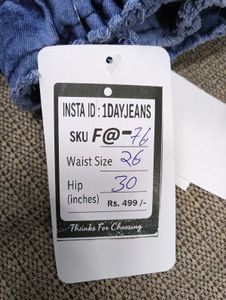 INSTA ID : 1DAYJEANS
SKU F@-76
Waist Size 26
Hip 30
(inches) Rs. 499 /-
Thanks For Choosing